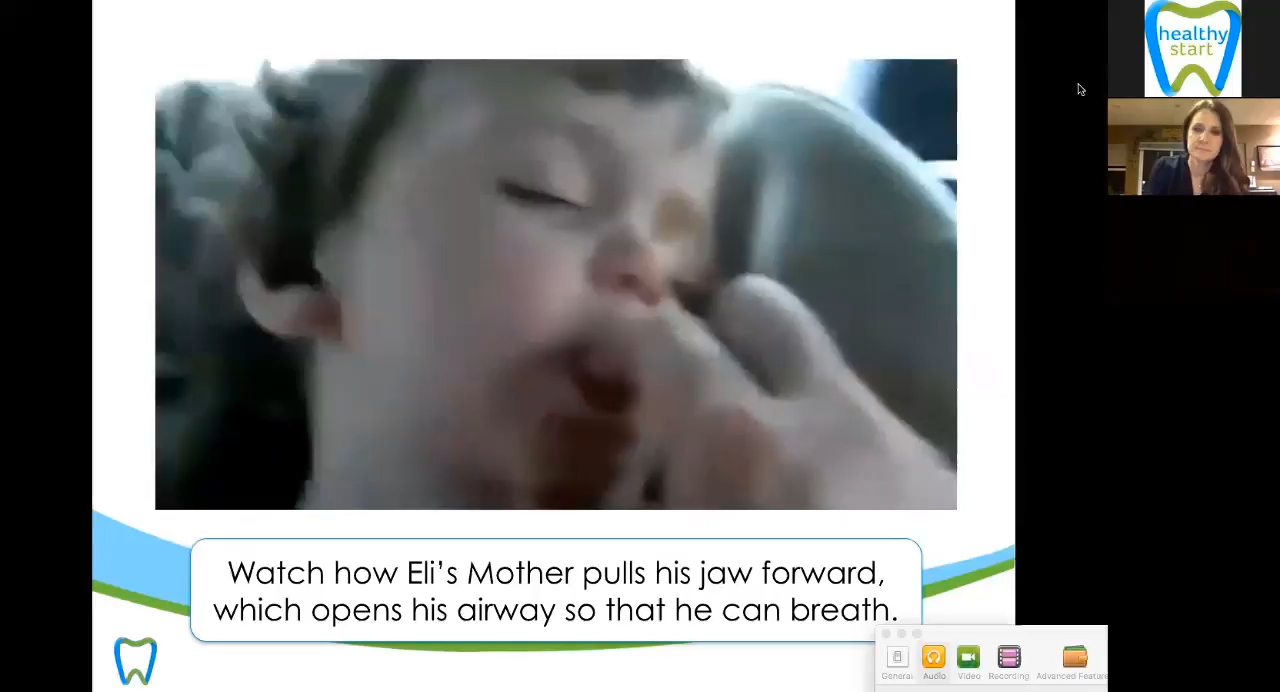 healthy
start
Watch how Eli's Mother pulls his jaw forward,
which opens his airway so that he can breath.
General Audio Video Recording Advanced Feature